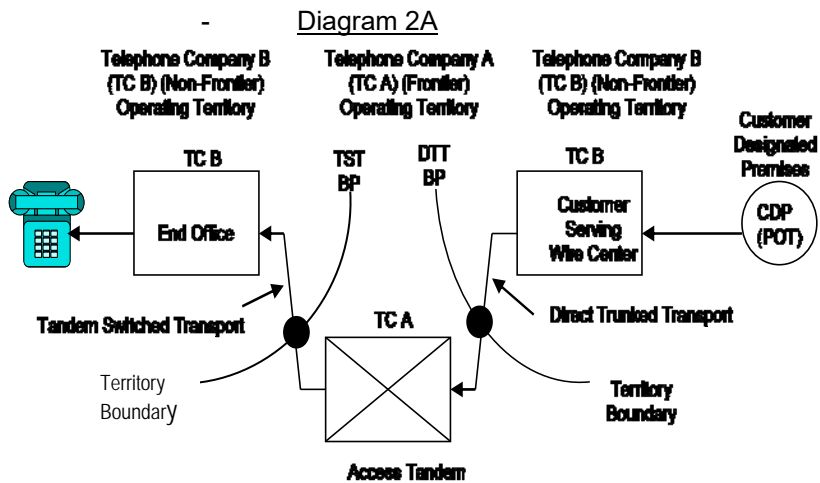 - Diagram 2A
Telephone Company B
(TC B) (Non-Frontier)
Operating Territory
Telephone Company A
(TC A) (Frontier)
Operating Territory
Telephone Company B
(TC B) (Non-Frontier)
Operating Territory
Customer
Designated
Premises
TC B
TST
BP
DTT
BP
TC B
End Office
Customer
Serving
Wire Center
CDP
(POT)
Tandem Switched Transport
TC A
Direct Trunked Transport
Territory
Boundary
Territory
Boundary
Access Tandem